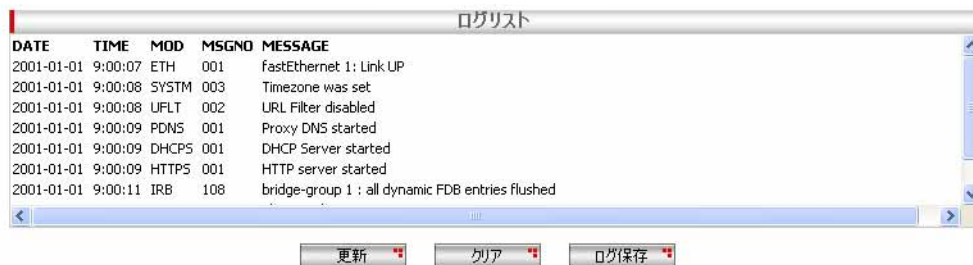 ログリスト
DATE TIME MOD MSGNO MESSAGE
2001-01-01 9:00:07 ETH 001 fastEthernet 1: Link UP
2001-01-01 9:00:08 SYSTM 003 Timezone was set
2001-01-01 9:00:08 UFLT 002 URL Filter disabled
2001-01-01 9:00:09 PDNS 001 Proxy DNS started
2001-01-01 9:00:09 DHCPS 001 DHCP Server started
2001-01-01 9:00:09 HTTPS 001 HTTP server started
2001-01-01 9:00:11 IRB 108 bridge-group 1 : all dynamic FDB entries flushed
更新 クリア ログ保存